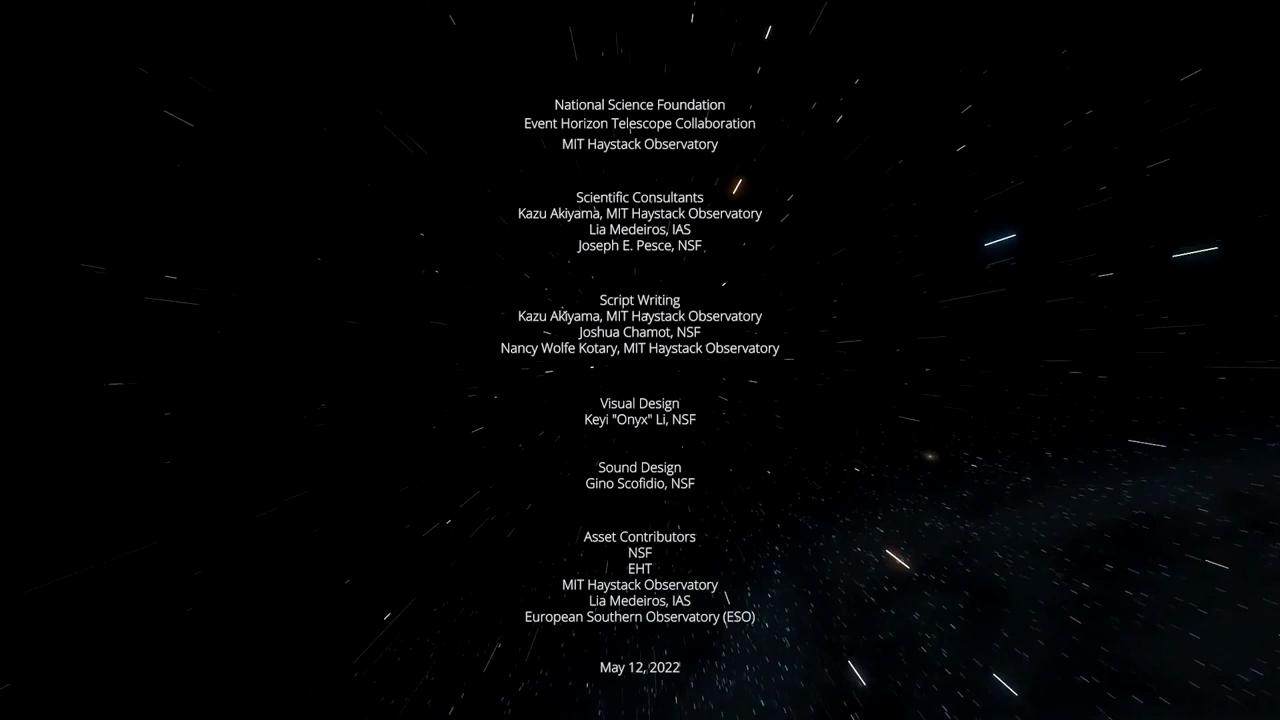 National Science Foundation
Event Horizon Telescope Collaboration
MIT Haystack Observatory
Scientific Consultants
Kazu Akiyama, MIT Haystack Observatory
Lia Medeiros, IAS
Joseph E. Pesce, NSF
Script Writing
Kazu Akiyama, MIT Haystack Observatory
Joshua Chamot, NSF
Nancy Wolfe Kotary, MIT Haystack Observatory
Visual Design
Keyi "Onyx" Li, NSF
Sound Design
Gino Scofidio, NSF
Asset Contributors
NSF
EHT
MIT Haystack Observatory
Lia Medeiros, IAS
European Southern Observatory (ESO)
May 12, 2022